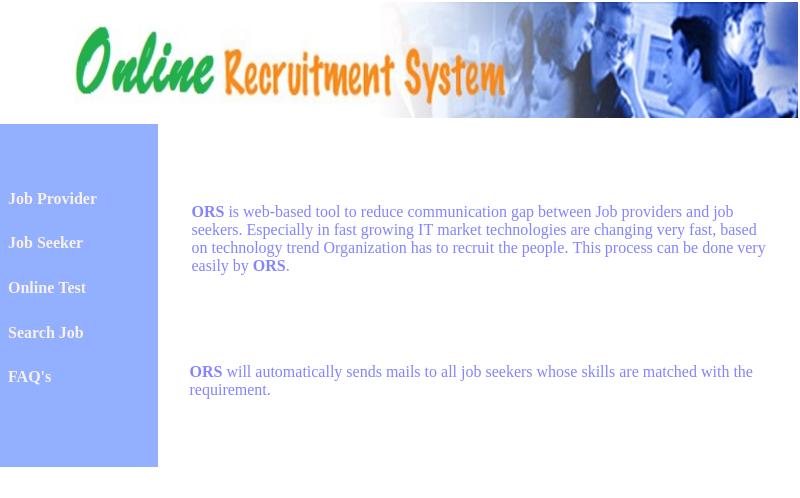 Online Recruitment System
Job Provider
Job Seeker
Online Test
Search Job
FAQ's
ORS is web-based tool to reduce communication gap between Job providers and job
seekers. Especially in fast growing IT market technologies are changing very fast, based
on technology trend Organization has to recruit the people. This process can be done very
easily by ORS.
ORS will automatically sends mails to all job seekers whose skills are matched with the
requirement.